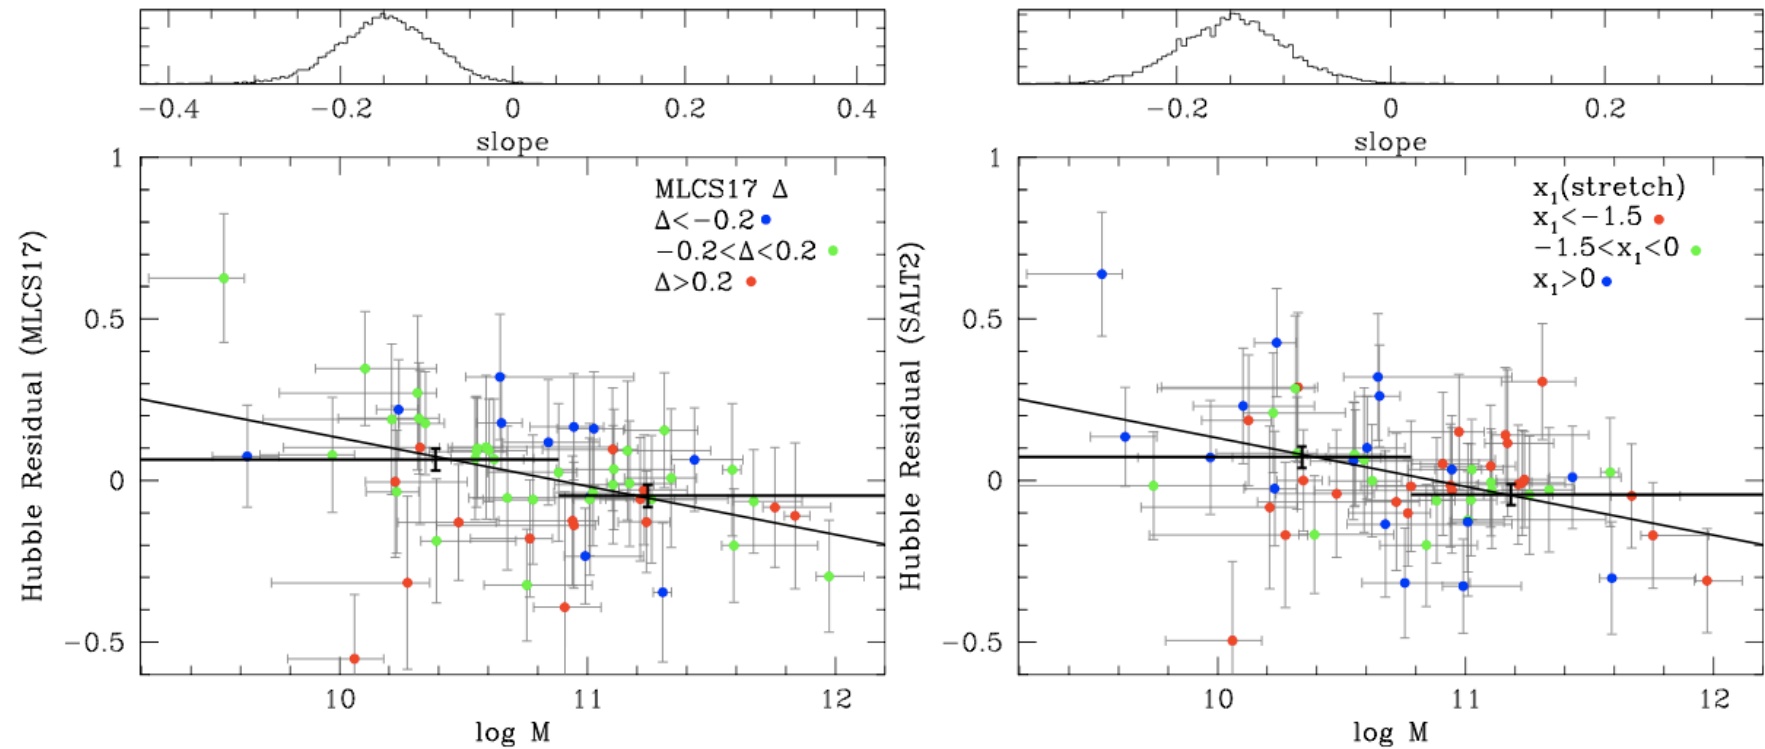 −0.4 −0.2 0 0.2 0.4
slope
Hubble Residual (MLCS17)
1
0.5
0
−0.5
MLCS17 Δ
Δ<−0.2
−0.2<Δ<0.2
Δ>0.2
10 11 12
log M
−0.2 0 0.2
slope
Hubble Residual (SALT2)
1
0.5
0
−0.5
x₁(stretch)
x₁<−1.5
−1.5<x₁<0
x₁>0
10 11 12
log M